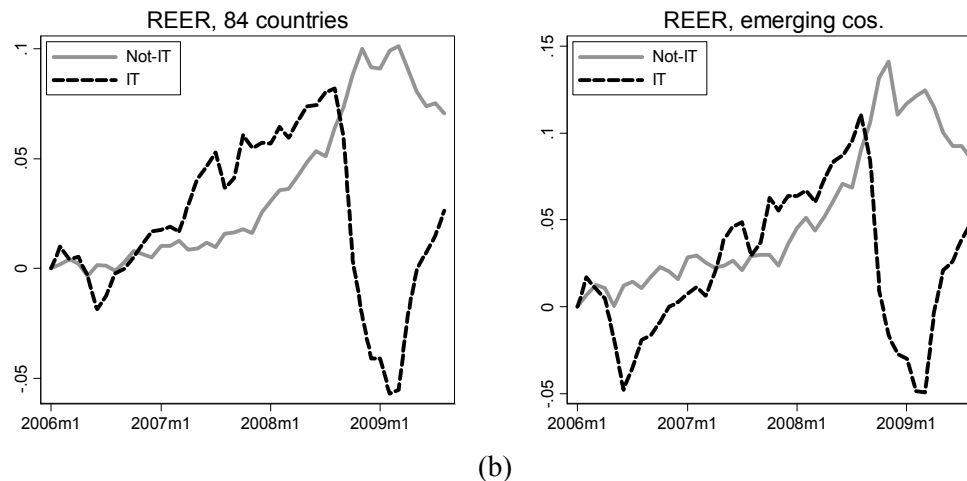 REER, 84 countries
Not-IT
IT
.1
.05
0
-.05
2006m1 2007m1 2008m1 2009m1
REER, emerging cos.
Not-IT
IT
.15
.1
.05
0
-.05
2006m1 2007m1 2008m1 2009m1
(b)